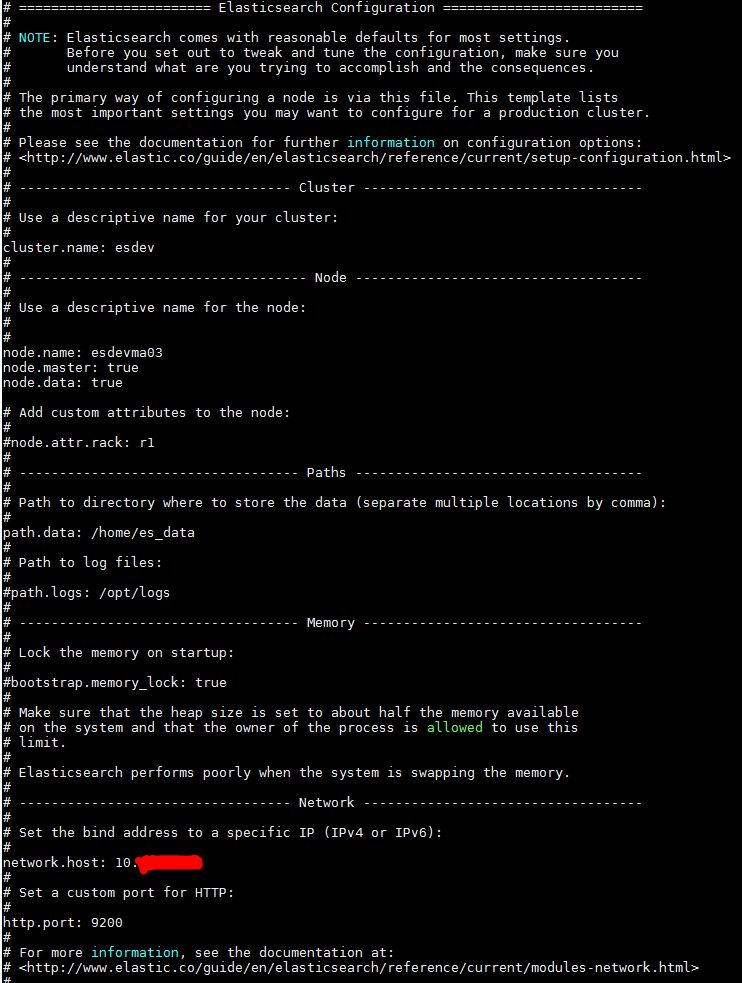 # ======================== Elasticsearch Configuration =========================
#
# NOTE: Elasticsearch comes with reasonable defaults for most settings.
#       Before you set out to tweak and tune the configuration, make sure you
#       understand what are you trying to accomplish and the consequences.
#
# The primary way of configuring a node is via this file. This template lists
# the most important settings you may want to configure for a production cluster.
#
# Please see the documentation for further information on configuration options:
# <http://www.elastic.co/guide/en/elasticsearch/reference/current/setup-configuration.html>
#
# ---------------------------------- Cluster -----------------------------------
#
# Use a descriptive name for your cluster:
#
cluster.name: esdev
#
# ------------------------------------ Node ------------------------------------
#
# Use a descriptive name for the node:
#
#
node.name: esdevma03
node.master: true
node.data: true

# Add custom attributes to the node:
#
#node.attr.rack: r1
#
# ----------------------------------- Paths ------------------------------------
#
# Path to directory where to store the data (separate multiple locations by comma):
#
path.data: /home/es_data
#
# Path to log files:
#
#path.logs: /opt/logs
#
# ----------------------------------- Memory -----------------------------------
#
# Lock the memory on startup:
#
#bootstrap.memory_lock: true
#
# Make sure that the heap size is set to about half the memory available
# on the system and that the owner of the process is allowed to use this
# limit.
#
# Elasticsearch performs poorly when the system is swapping the memory.
#
# ---------------------------------- Network -----------------------------------
#
# Set the bind address to a specific IP (IPv4 or IPv6):
#
network.host: 10.
#
# Set a custom port for HTTP:
#
http.port: 9200
#
# For more information, see the documentation at:
# <http://www.elastic.co/guide/en/elasticsearch/reference/current/modules-network.html>
#